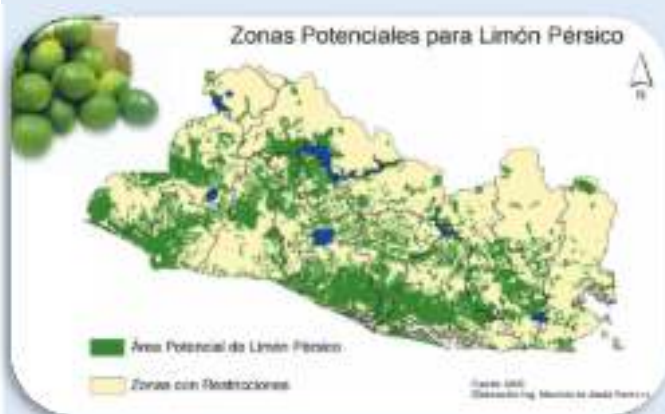 Zonas Potenciales para Limón Pérsico
N
Área Potencial de Limón Pérsico
Zonas con Restricciones